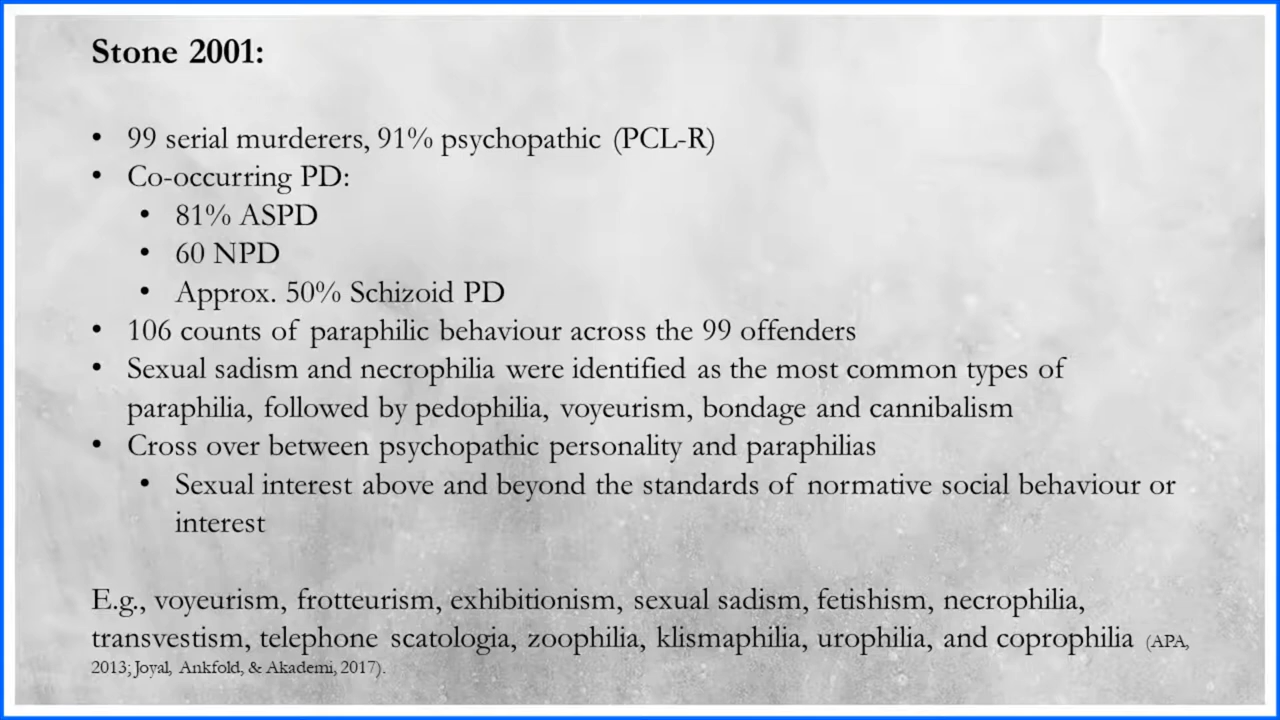 Stone 2001:
• 99 serial murderers, 91% psychopathic (PCL-R)
• Co-occurring PD:
• 81% ASPD
• 60 NPD
• Approx. 50% Schizoid PD
• 106 counts of paraphilic behaviour across the 99 offenders
• Sexual sadism and necrophilia were identified as the most common types of
paraphilia, followed by pedophilia, voyeurism, bondage and cannibalism
• Cross over between psychopathic personality and paraphilias
• Sexual interest above and beyond the standards of normative social behaviour or
interest
E.g., voyeurism, frotteurism, exhibitionism, sexual sadism, fetishism, necrophilia,
transvestism, telephone scatologia, zoophilia, klismaphilia, urophilia, and coprophilia (APA,
2013; Joyal, Ankfold, & Akademi, 2017).